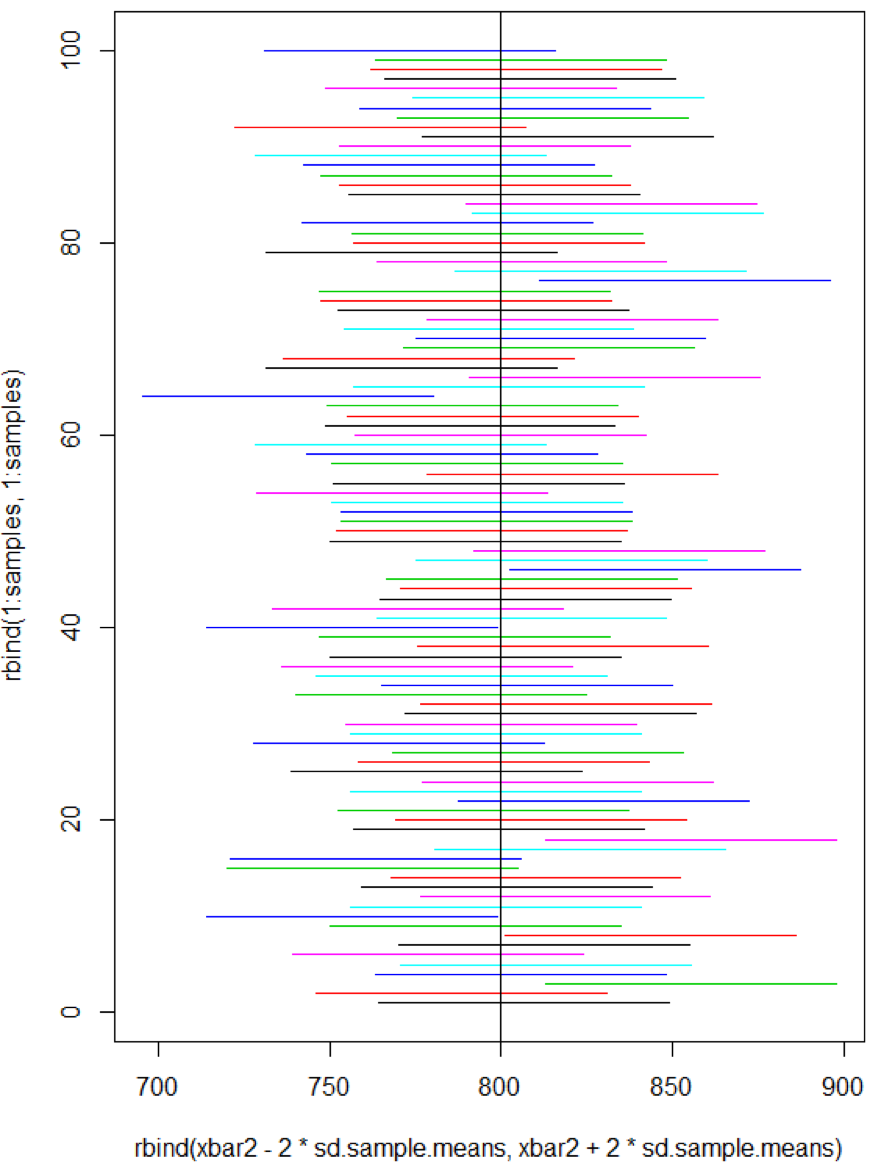 100
80
60
40
20
0
rbind(1:samples, 1:samples)
700 750 800 850 900
rbind(xbar2 - 2 * sd.sample.means, xbar2 + 2 * sd.sample.means)